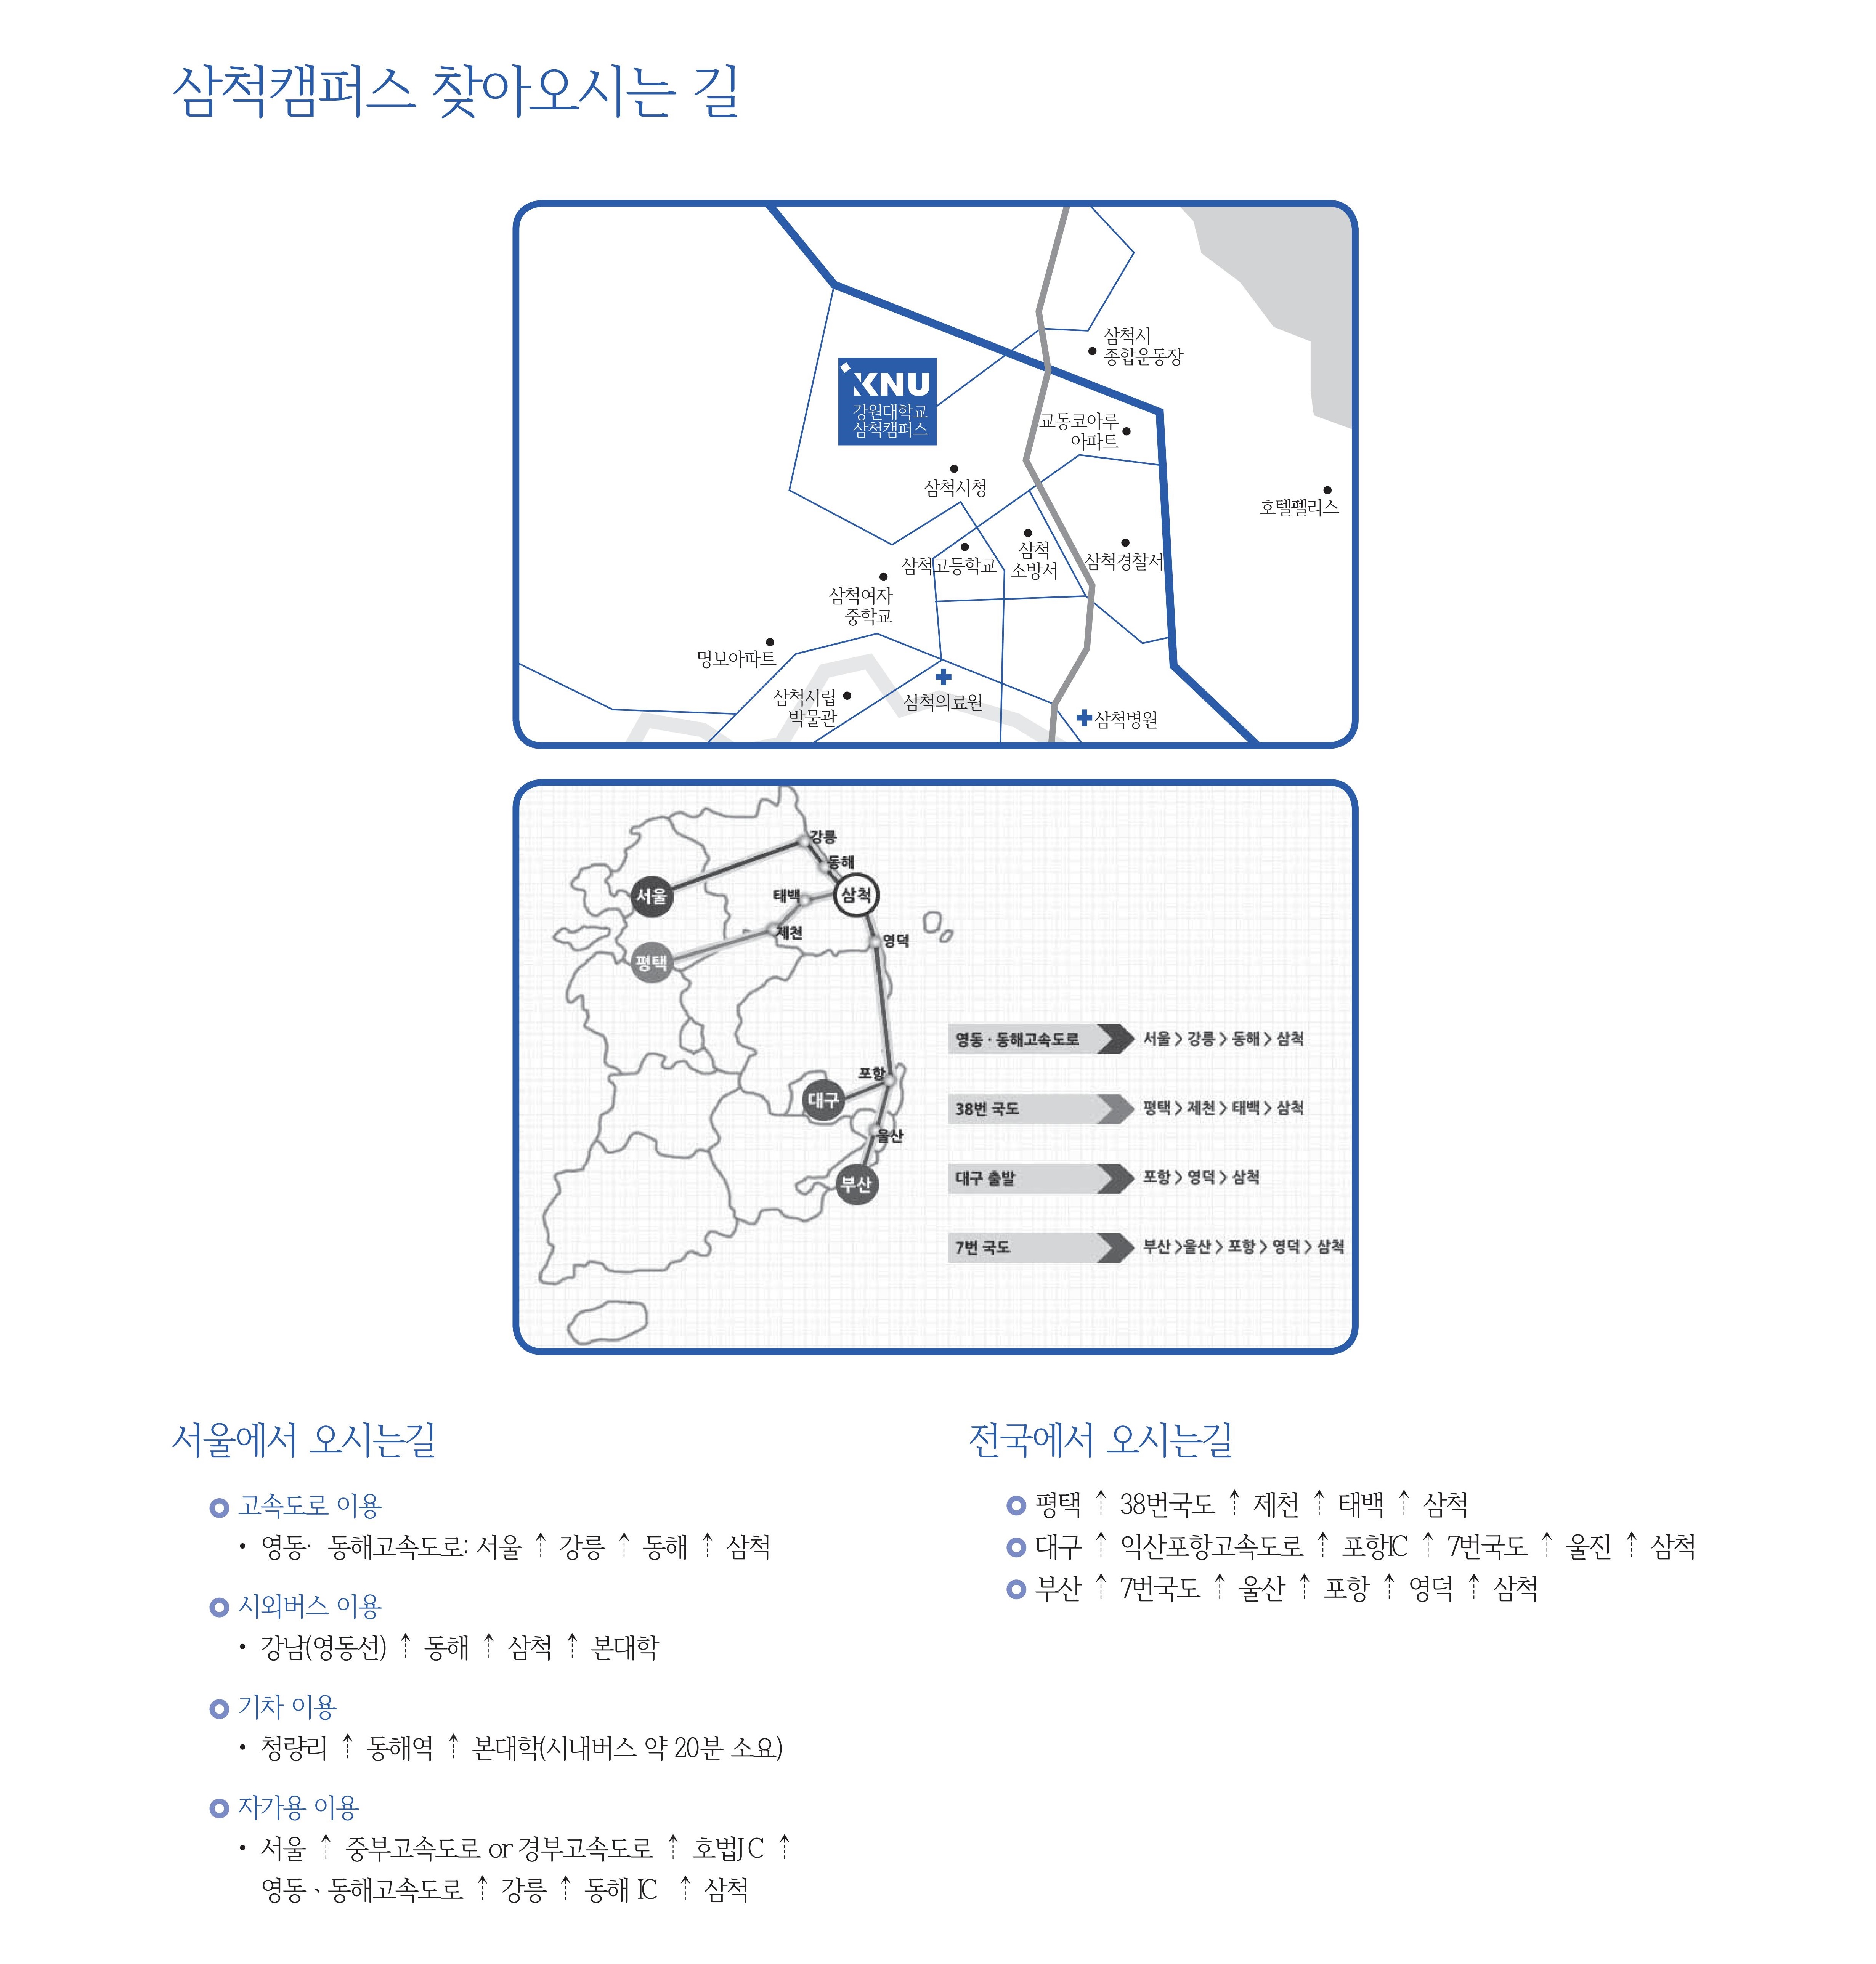 삼척캠퍼스 찾아오시는 길
삼척시
종합운동장
KNU
강원대학교
삼척캠퍼스
교동코아루
아파트
삼척시청
호텔펠리스
삼척고등학교
삼척
소방서
삼척경찰서
삼척여자
중학교
명보아파트
삼척시립
박물관
삼척의료원
삼척병원
강릉
동해
서울
태백
삼척
제천
영덕
평택
포항
대구
울산
부산
영동 · 동해고속도로 서울 > 강릉 > 동해 > 삼척
38번 국도 평택 > 제천 > 태백 > 삼척
대구 출발 포항 > 영덕 > 삼척
7번 국도 부산 >울산 > 포항 > 영덕 > 삼척
서울에서 오시는길
고속도로 이용
• 영동· 동해고속도로: 서울 ⇡ 강릉 ⇡ 동해 ⇡ 삼척
시외버스 이용
• 강남(영동선) ⇡ 동해 ⇡ 삼척 ⇡ 본대학
기차 이용
• 청량리 ⇡ 동해역 ⇡ 본대학(시내버스 약 20분 소요)
자가용 이용
• 서울 ⇡ 중부고속도로 or 경부고속도로 ⇡ 호법J C ⇡
영동、동해고속도로 ⇡ 강릉 ⇡ 동해 IC ⇡ 삼척
전국에서 오시는길
평택 ⇡ 38번국도 ⇡ 제천 ⇡ 태백 ⇡ 삼척
대구 ⇡ 익산포항고속도로 ⇡ 포항IC ⇡ 7번국도 ⇡ 울진 ⇡ 삼척
부산 ⇡ 7번국도 ⇡ 울산 ⇡ 포항 ⇡ 영덕 ⇡ 삼척